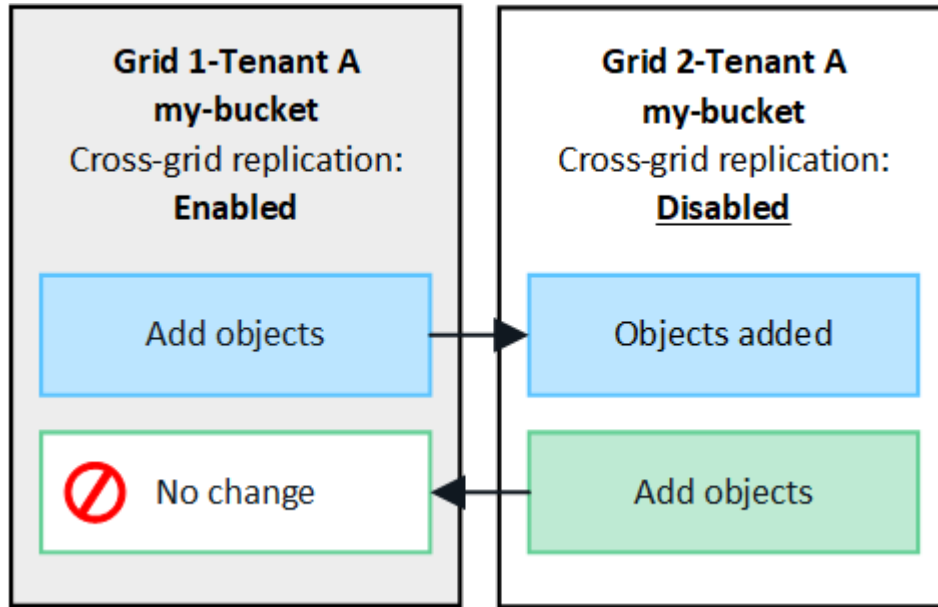 Grid 1-Tenant A
my-bucket
Cross-grid replication:
Enabled
Add objects
No change
Grid 2-Tenant A
my-bucket
Cross-grid replication:
Disabled
Objects added
Add objects